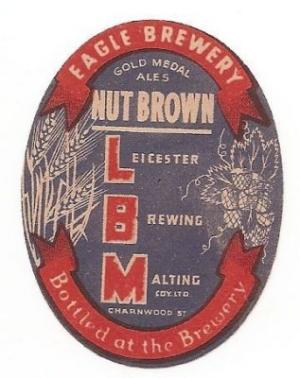 EAGLE BREWERY
GOLD MEDAL
ALES
NUT BROWN
LEICESTER
BREWING
MALTING
COY. LTD.
CHARNWOOD ST
Bottled at the Brewery